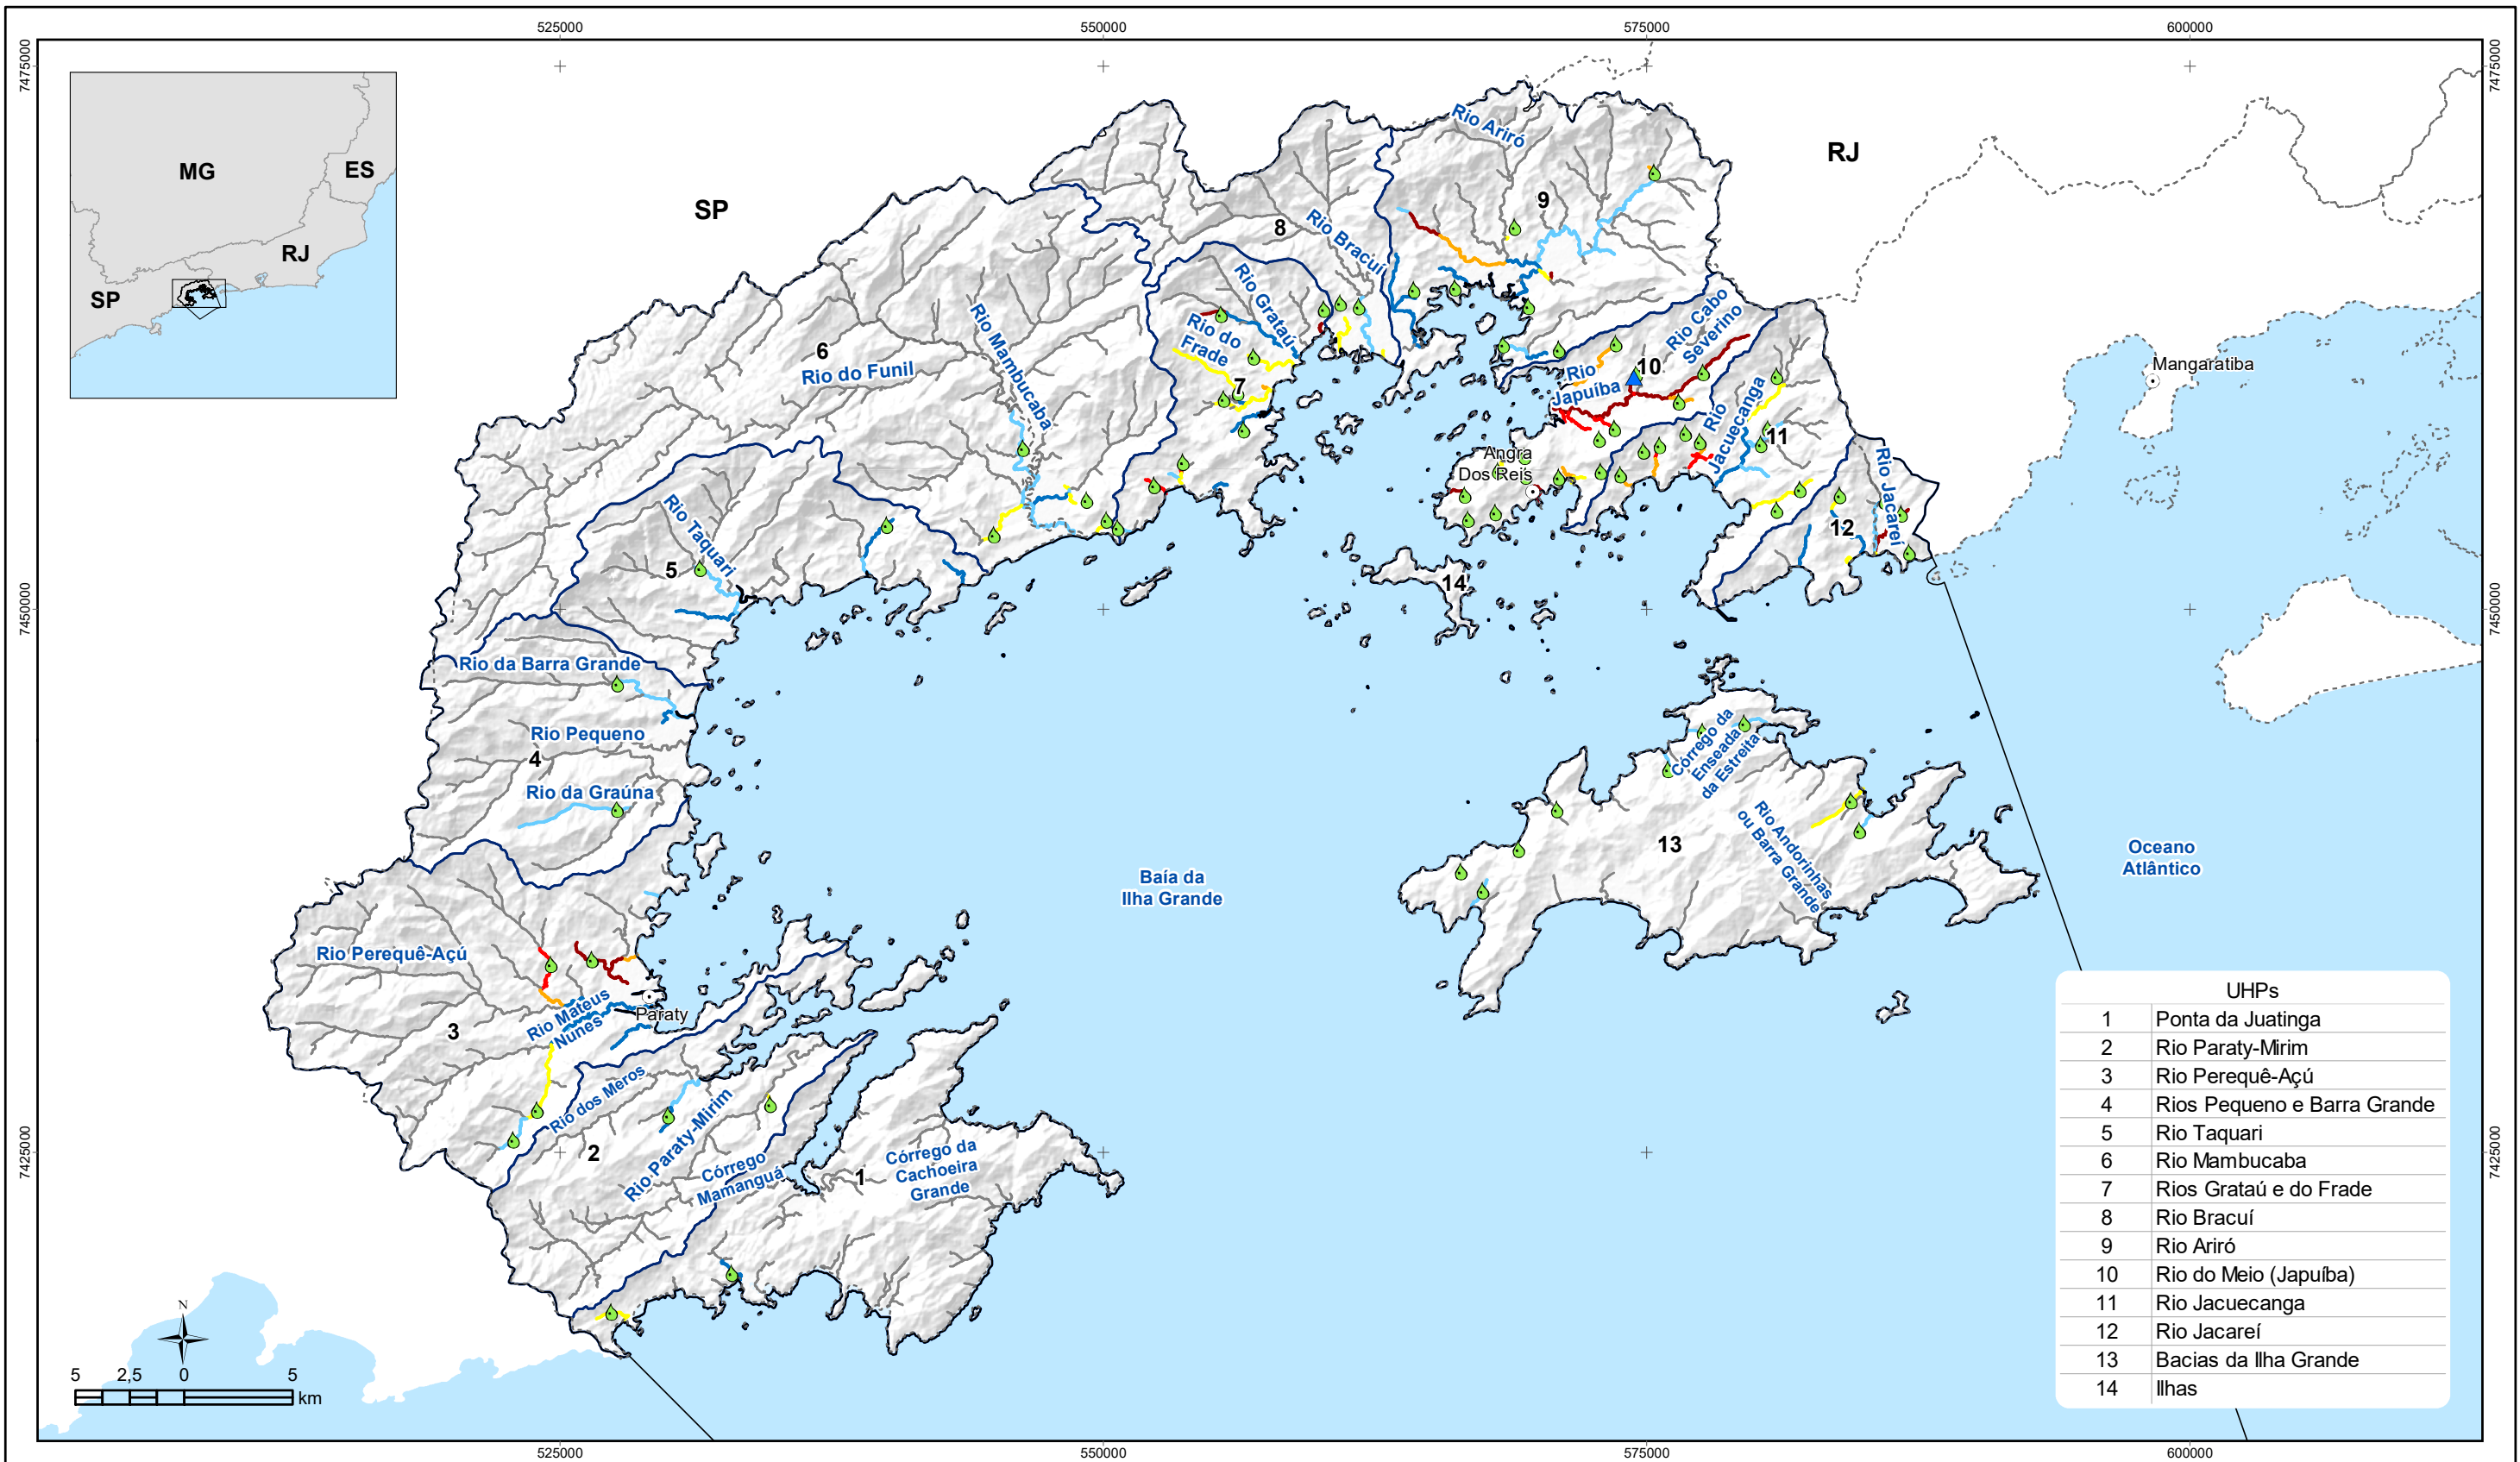 525000
550000
575000
600000
7475000
7475000
MG
ES
RJ
SP
SP
RJ
Rio Ariró
9
8
Rio Bracuí
Rio Grataú
Rio do
Frade
Rio Cabo
Severino
Rio Mambucaba
6
Rio do Funil
7
10
Rio
Japuíba
Mangaratiba
Rio
Jacuecanga
11
Angra
Dos Reis
Rio Jacareí
12
Rio Taquari
5
14
7450000
7450000
Rio da Barra Grande
Rio Pequeno
4
Rio da Graúna
Córrego da
Enseada
da Estreita
Rio Andorinhas
ou Barra Grande
13
Baía da
Ilha Grande
Oceano
Atlântico
Rio Perequê-Açú
3
Rio Mateus
Nunes
Paraty
Rio dos Meros
2
Rio Paraty-Mirim
Córrego
Mamanguá
1
Córrego da
Cachoeira
Grande
7425000
7425000
UHPs
1 Ponta da Juatinga
2 Rio Paraty-Mirim
3 Rio Perequê-Açú
4 Rios Pequeno e Barra Grande
5 Rio Taquari
6 Rio Mambucaba
7 Rios Grataú e do Frade
8 Rio Bracuí
9 Rio Ariró
10 Rio do Meio (Japuíba)
11 Rio Jacuecanga
12 Rio Jacareí
13 Bacias da Ilha Grande
14 Ilhas
N
5 2,5 0 5
km
525000
550000
575000
600000